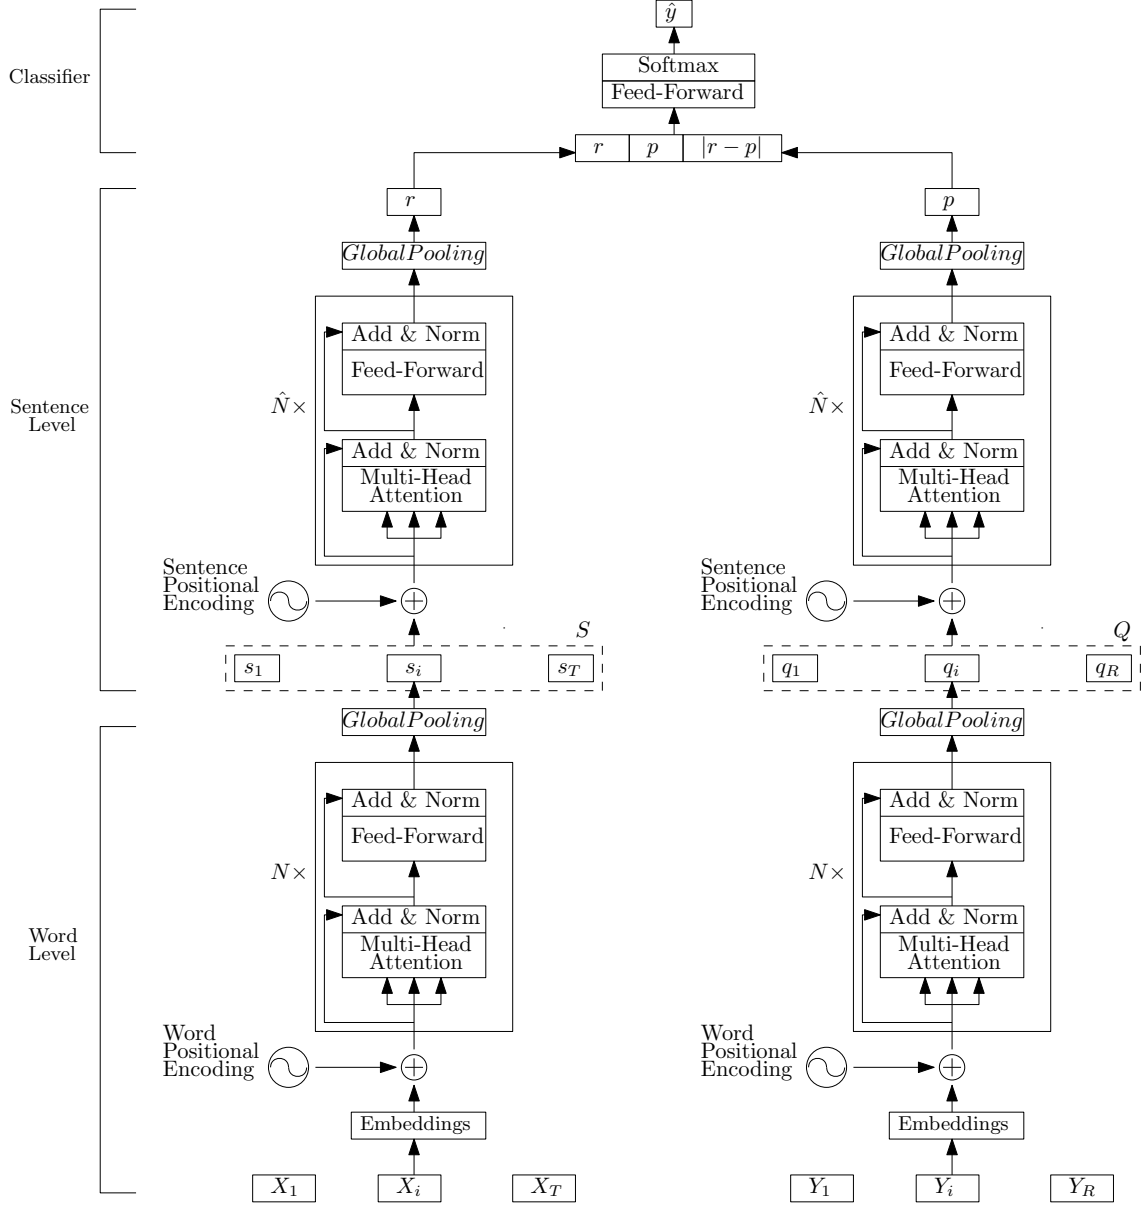 ŷ
Softmax
Feed-Forward
Classifier
r p |r − p|
r p
GlobalPooling GlobalPooling
Add & Norm Add & Norm
Feed-Forward Feed-Forward
N̂× N̂×
Sentence
Level
Add & Norm Add & Norm
Multi-Head Multi-Head
Attention Attention
Sentence Sentence
Positional Positional
Encoding Encoding
S Q
s1 si sT q1 qi qR
GlobalPooling GlobalPooling
Add & Norm Add & Norm
Feed-Forward Feed-Forward
N× N×
Add & Norm Add & Norm
Word
Level
Multi-Head Multi-Head
Attention Attention
Word Word
Positional Positional
Encoding Encoding
Embeddings Embeddings
X1 Xi XT Y1 Yi YR